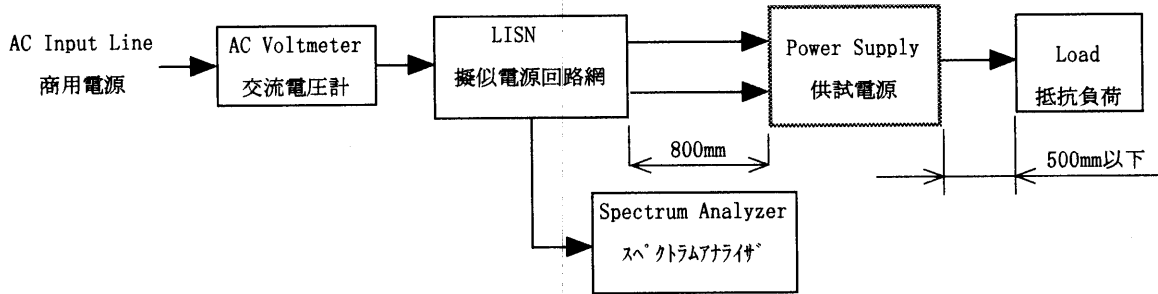 AC Input Line
商用電源
AC Voltmeter
交流電圧計
LISN
擬似電源回路網
Power Supply
供試電源
Load
抵抗負荷
800mm
500mm以下
Spectrum Analyzer
ｽﾍﾟｸﾄﾗﾑｱﾅﾗｲｻﾞ